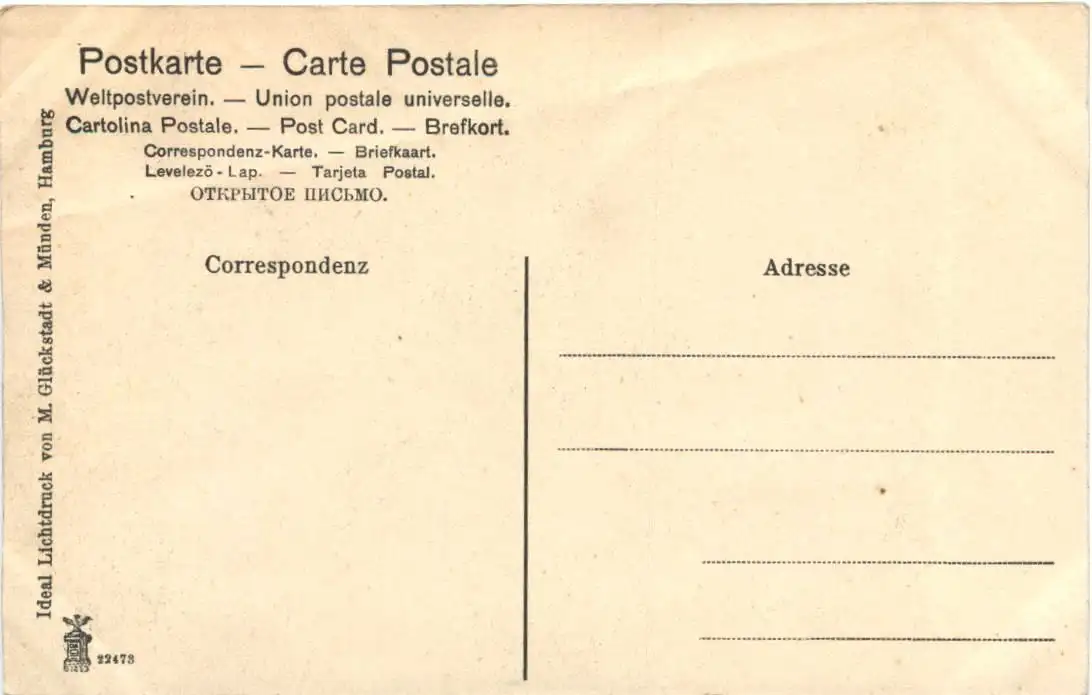 Postkarte — Carte Postale
Weltpostverein. — Union postale universelle.
Cartolina Postale. — Post Card. — Brefkort.
Correspondenz-Karte. — Briefkaart.
Levelezö-Lap. — Tarjeta Postal.
ОТКРЫТОЕ ПИСЬМО.
Correspondenz
Adresse
Ideal Lichtdruck von M. Glückstadt & Münden, Hamburg
22473